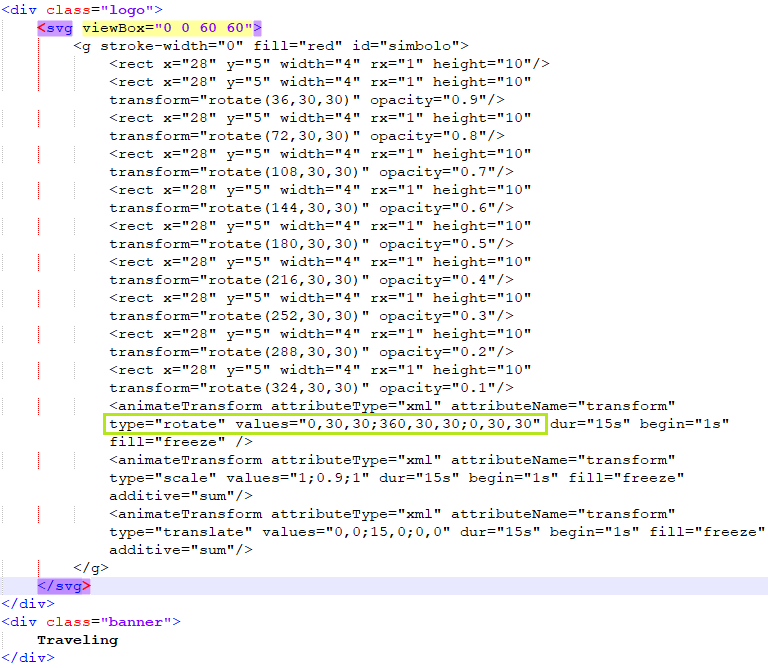 <div class="logo">
<svg viewBox="0 0 60 60">
<g stroke-width="0" fill="red" id="simbolo">
<rect x="28" y="5" width="4" rx="1" height="10"/>
<rect x="28" y="5" width="4" rx="1" height="10"
transform="rotate(36,30,30)" opacity="0.9"/>
<rect x="28" y="5" width="4" rx="1" height="10"
transform="rotate(72,30,30)" opacity="0.8"/>
<rect x="28" y="5" width="4" rx="1" height="10"
transform="rotate(108,30,30)" opacity="0.7"/>
<rect x="28" y="5" width="4" rx="1" height="10"
transform="rotate(144,30,30)" opacity="0.6"/>
<rect x="28" y="5" width="4" rx="1" height="10"
transform="rotate(180,30,30)" opacity="0.5"/>
<rect x="28" y="5" width="4" rx="1" height="10"
transform="rotate(216,30,30)" opacity="0.4"/>
<rect x="28" y="5" width="4" rx="1" height="10"
transform="rotate(252,30,30)" opacity="0.3"/>
<rect x="28" y="5" width="4" rx="1" height="10"
transform="rotate(288,30,30)" opacity="0.2"/>
<rect x="28" y="5" width="4" rx="1" height="10"
transform="rotate(324,30,30)" opacity="0.1"/>
<animateTransform attributeType="xml" attributeName="transform"
type="rotate" values="0,30,30;360,30,30;0,30,30" dur="15s" begin="1s"
fill="freeze" />
<animateTransform attributeType="xml" attributeName="transform"
type="scale" values="1;0.9;1" dur="15s" begin="1s" fill="freeze"
additive="sum"/>
<animateTransform attributeType="xml" attributeName="transform"
type="translate" values="0,0;15,0;0,0" dur="15s" begin="1s" fill="freeze"
additive="sum"/>
</g>
</svg>
</div>
<div class="banner">
Traveling
</div>